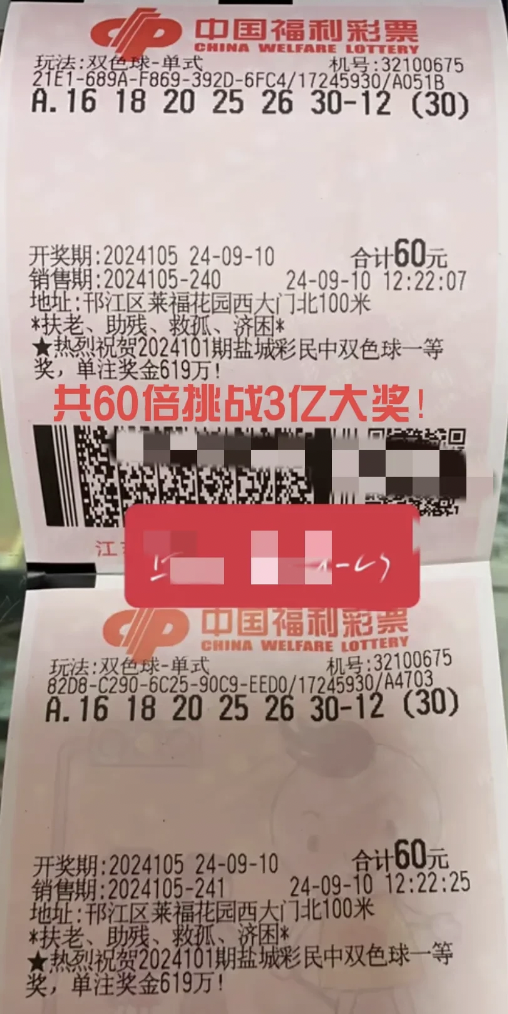 中国福利彩票
CHINA WELFARE LOTTERY
玩法:双色球-单式 机号:32100675
21E1-689A-F869-392D-6FC4/17245930/A051B
A.16 18 20 25 26 30-12 (30)
开奖期:2024105 24-09-10 合计60元
销售期:2024105-240 24-09-10 12:22:07
地址:邗江区莱福花园西大门北100米
*扶老、助残、救孤、济困*
★热烈祝贺2024101期盐城彩民中双色球一等
奖,单注奖金619万!
共60倍挑战3亿大奖!
中国福利彩票
CHINA WELFARE LOTTERY
玩法:双色球-单式 机号:32100675
82D8-C290-6C25-90C9-EED0/17245930/A4703
A.16 18 20 25 26 30-12 (30)
开奖期:2024105 24-09-10 合计60元
销售期:2024105-241 24-09-10 12:22:25
地址:邗江区莱福花园西大门北100米
*扶老、助残、救孤、济困*
★热烈祝贺2024101期盐城彩民中双色球一等
奖,单注奖金619万!